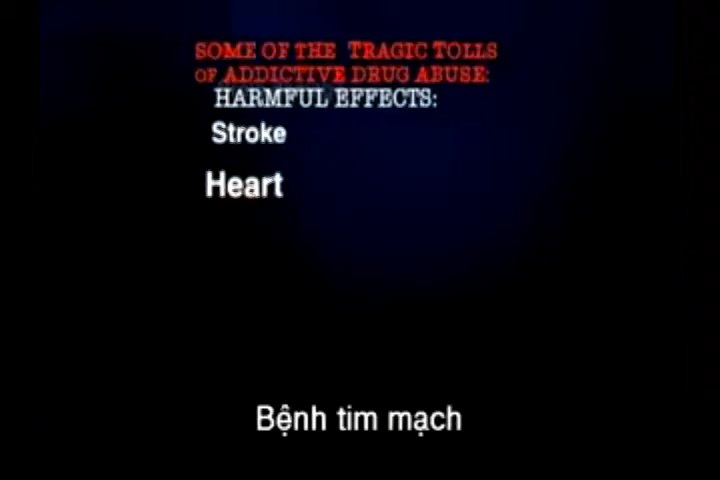 SOME OF THE TRAGIC TOLLS
OF ADDICTIVE DRUG ABUSE:
HARMFUL EFFECTS:
Stroke
Heart
Bệnh tim mạch